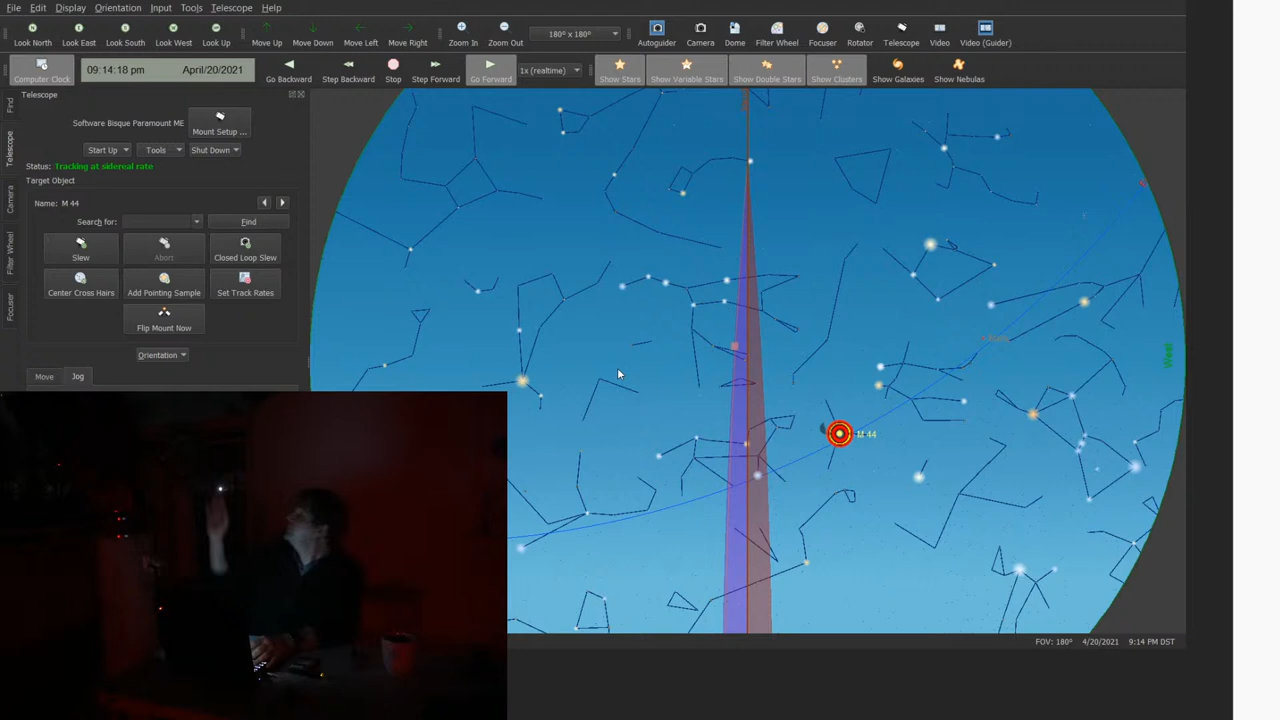 File Edit Display Orientation Input Tools Telescope Help
Look North Look East Look South Look West Look Up Move Up Move Down Move Left Move Right Zoom In Zoom Out 180° x 180° Autoguider Camera Dome Filter Wheel Focuser Rotator Telescope Video Video (Guider)
Computer Clock 09:14:18 pm April/20/2021 Go Backward Step Backward Stop Step Forward Go Forward 1x (realtime) Show Stars Show Variable Stars Show Double Stars Show Clusters Show Galaxies Show Nebulas
Telescope
Find
Telescope
Camera
Filter Wheel
Focuser
Software Bisque Paramount ME Mount Setup ...
Start Up Tools Shut Down
Status: Tracking at sidereal rate
Target Object
Name: M 44
Search for: Find
Slew Abort Closed Loop Slew
Center Cross Hairs Add Pointing Sample Set Track Rates
Flip Mount Now
Orientation
Move Jog
West
M 44
FOV: 180° 4/20/2021 9:14 PM DST